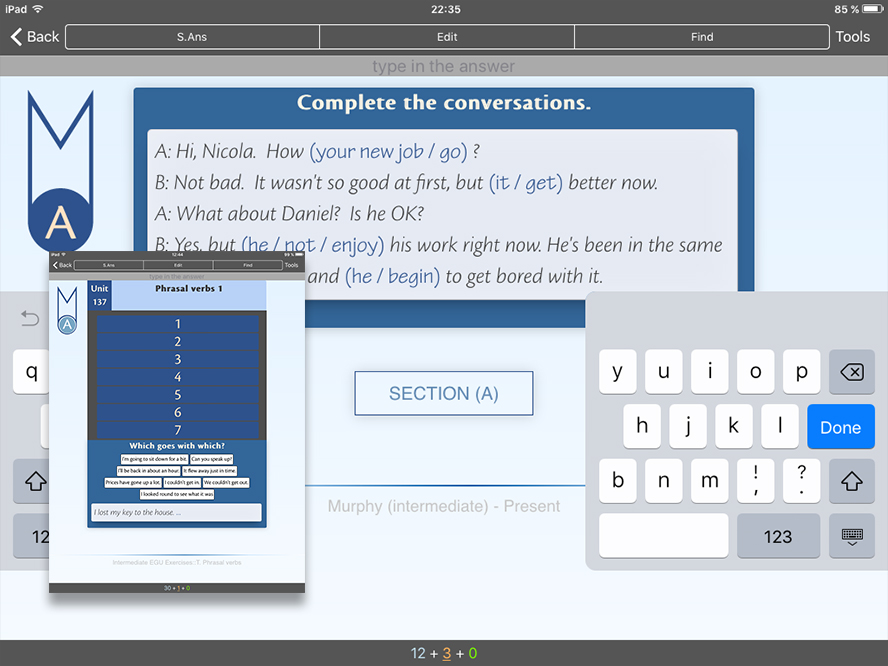 iPad 22:35 85 %
Back S.Ans Edit Find Tools
type in the answer
Complete the conversations.
A: Hi, Nicola. How (your new job / go) ?
B: Not bad. It wasn't so good at first, but (it / get) better now.
A: What about Daniel? Is he OK?
B: Yes, but (he / not / enjoy) his work right now. He's been in the same
and (he / begin) to get bored with it.
A
SECTION (A)
Murphy (intermediate) - Present
q
y u i o p
h j k l Done
b n m ! , ? .
12
123
12 + 3 + 0
iPad 12:44 89 %
Back S.Ans Edit Find Tools
type in the answer
A
Unit
137
Phrasal verbs 1
1
2
3
4
5
6
7
Which goes with which?
I'm going to sit down for a bit. Can you speak up?
I'll be back in about an hour. It flew away just in time.
Prices have gone up a lot. I couldn't get in. We couldn't get out.
I looked round to see what it was.
I lost my key to the house. ...
Intermediate EGU Exercises: T. Phrasal verbs
30 + 1 + 0